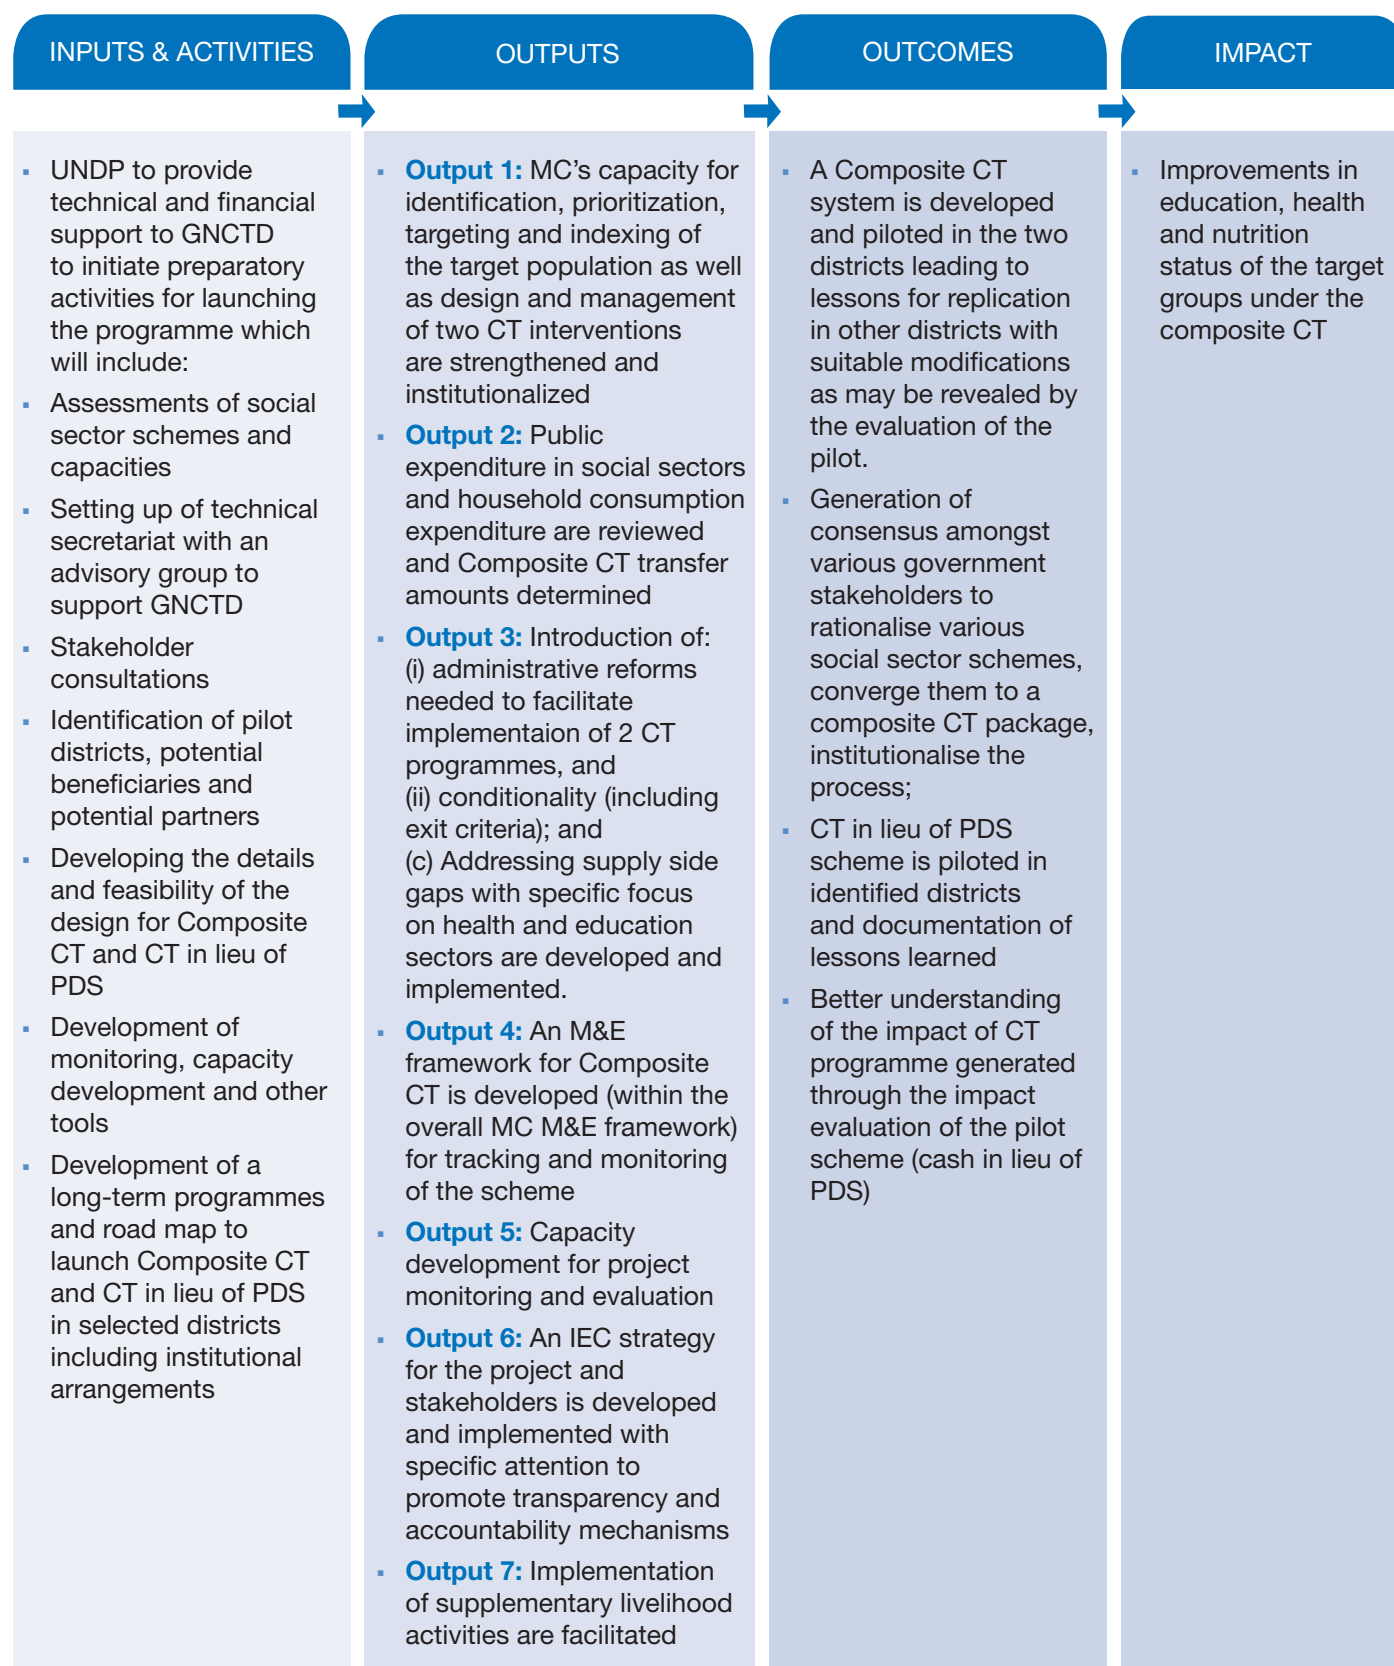 INPUTS & ACTIVITIES
UNDP to provide
technical and financial
support to GNCTD
to initiate preparatory
activities for launching
the programme which
will include:
Assessments of social
sector schemes and
capacities
Setting up of technical
secretariat with an
advisory group to
support GNCTD
Stakeholder
consultations
Identification of pilot
districts, potential
beneficiaries and
potential partners
Developing the details
and feasibility of the
design for Composite
CT and CT in lieu of
PDS
Development of
monitoring, capacity
development and other
tools
Development of a
long-term programmes
and road map to
launch Composite CT
and CT in lieu of PDS
in selected districts
including institutional
arrangements
OUTPUTS
Output 1: MC’s capacity for
identification, prioritization,
targeting and indexing of
the target population as well
as design and management
of two CT interventions
are strengthened and
institutionalized
Output 2: Public
expenditure in social sectors
and household consumption
expenditure are reviewed
and Composite CT transfer
amounts determined
Output 3: Introduction of:
(i) administrative reforms
needed to facilitate
implementaion of 2 CT
programmes, and
(ii) conditionality (including
exit criteria); and
(c) Addressing supply side
gaps with specific focus
on health and education
sectors are developed and
implemented.
Output 4: An M&E
framework for Composite
CT is developed (within the
overall MC M&E framework)
for tracking and monitoring
of the scheme
Output 5: Capacity
development for project
monitoring and evaluation
Output 6: An IEC strategy
for the project and
stakeholders is developed
and implemented with
specific attention to
promote transparency and
accountability mechanisms
Output 7: Implementation
of supplementary livelihood
activities are facilitated
OUTCOMES
A Composite CT
system is developed
and piloted in the two
districts leading to
lessons for replication
in other districts with
suitable modifications
as may be revealed by
the evaluation of the
pilot.
Generation of
consensus amongst
various government
stakeholders to
rationalise various
social sector schemes,
converge them to a
composite CT package,
institutionalise the
process;
CT in lieu of PDS
scheme is piloted in
identified districts
and documentation of
lessons learned
Better understanding
of the impact of CT
programme generated
through the impact
evaluation of the pilot
scheme (cash in lieu of
PDS)
IMPACT
Improvements in
education, health
and nutrition
status of the target
groups under the
composite CT